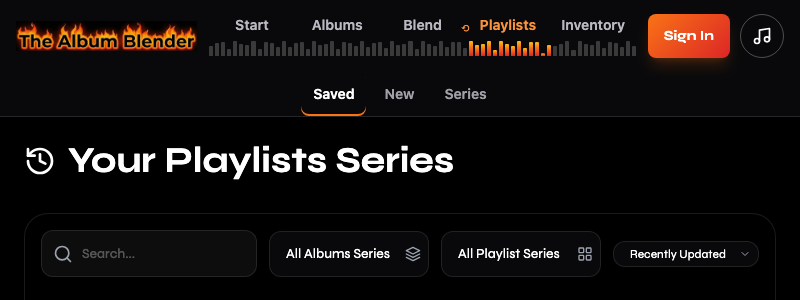 The Album Blender
Start
Albums
Blend
Playlists
Inventory
Sign In
Saved
New
Series
Your Playlists Series
Search...
All Albums Series
All Playlist Series
Recently Updated